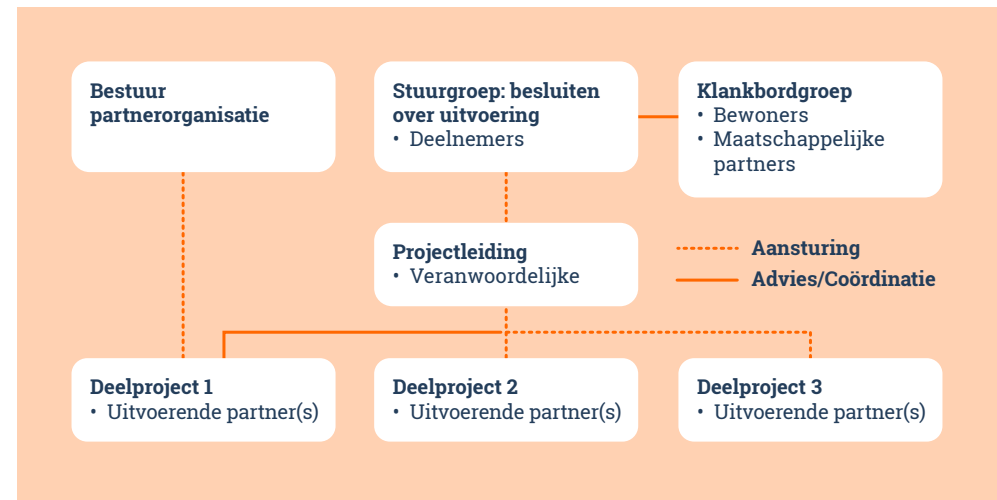 Bestuur
partnerorganisatie
Stuurgroep: besluiten
over uitvoering
• Deelnemers
Klankbordgroep
• Bewoners
• Maatschappelijke
partners
Projectleiding
• Veranwoordelijke
Aansturing
Advies/Coördinatie
Deelproject 1
• Uitvoerende partner(s)
Deelproject 2
• Uitvoerende partner(s)
Deelproject 3
• Uitvoerende partner(s)